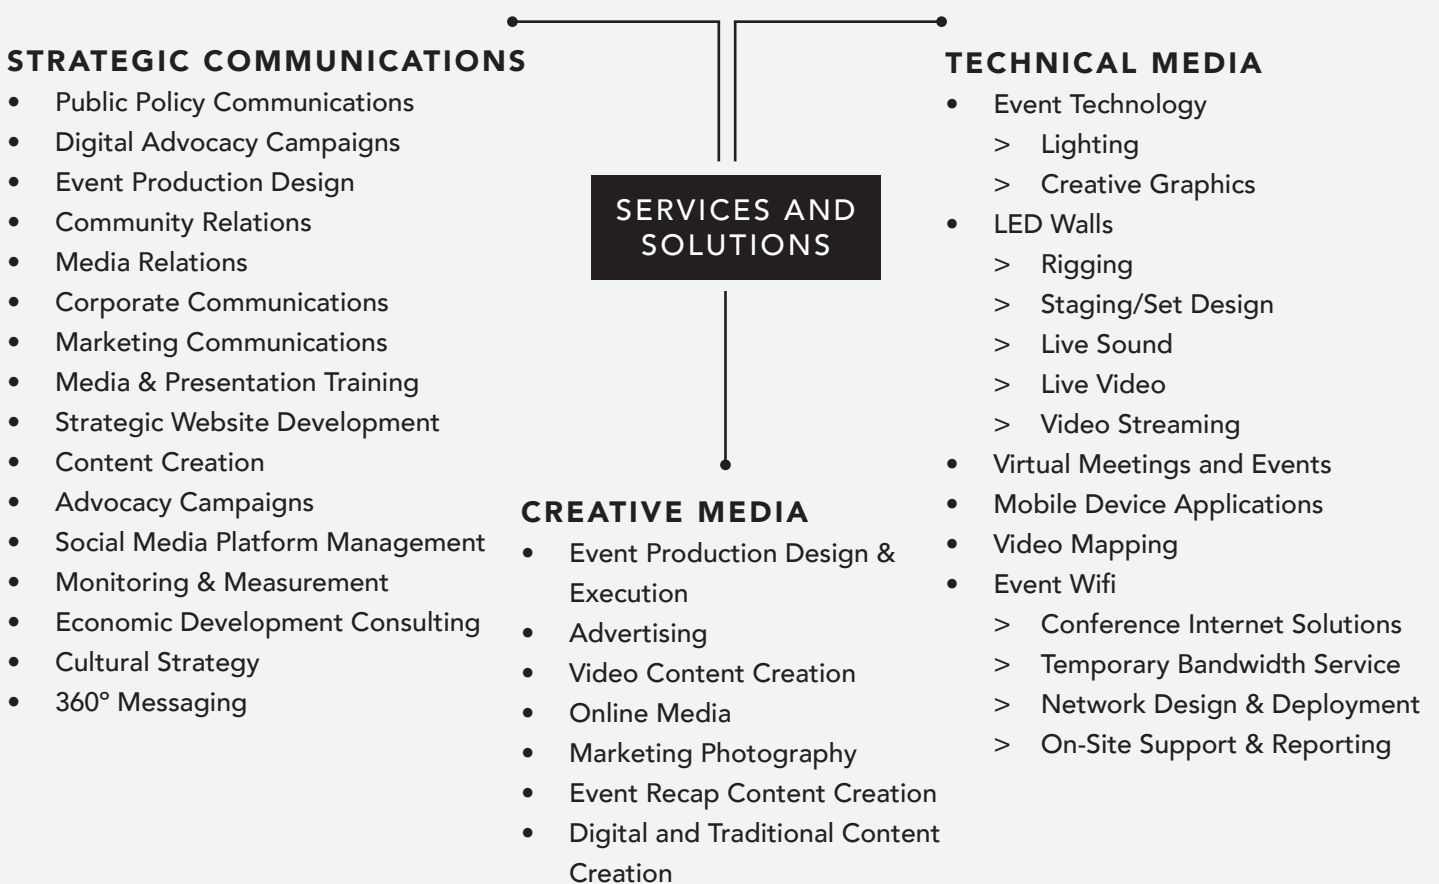 STRATEGIC COMMUNICATIONS
• Public Policy Communications
• Digital Advocacy Campaigns
• Event Production Design
• Community Relations
• Media Relations
• Corporate Communications
• Marketing Communications
• Media & Presentation Training
• Strategic Website Development
• Content Creation
• Advocacy Campaigns
• Social Media Platform Management
• Monitoring & Measurement
• Economic Development Consulting
• Cultural Strategy
• 360º Messaging
SERVICES AND
SOLUTIONS
CREATIVE MEDIA
• Event Production Design &
Execution
• Advertising
• Video Content Creation
• Online Media
• Marketing Photography
• Event Recap Content Creation
• Digital and Traditional Content
Creation
TECHNICAL MEDIA
• Event Technology
> Lighting
> Creative Graphics
• LED Walls
> Rigging
> Staging/Set Design
> Live Sound
> Live Video
> Video Streaming
• Virtual Meetings and Events
• Mobile Device Applications
• Video Mapping
• Event Wifi
> Conference Internet Solutions
> Temporary Bandwidth Service
> Network Design & Deployment
> On-Site Support & Reporting